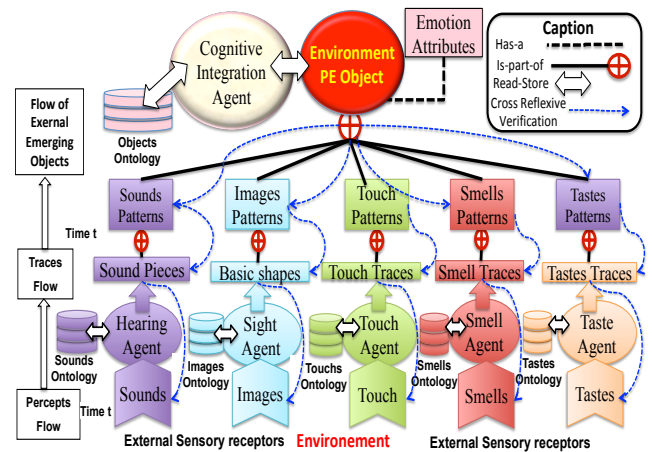 Cognitive
Integration
Agent
Environment
PE Object
Emotion
Attributes
Caption
Has-a
Is-part-of
Read-Store
Cross Reflexive
Verification
Flow of
Exernal
Emerging
Objects
Objects
Ontology
Sounds
Patterns
Images
Patterns
Touch
Patterns
Smells
Patterns
Tastes
Patterns
Time t
Traces
Flow
Sound Pieces
Basic shapes
Touch Traces
Smell Traces
Tastes Traces
Hearing
Agent
Sight
Agent
Touch
Agent
Smell
Agent
Taste
Agent
Sounds
Ontology
Images
Ontology
Touchs
Ontology
Smells
Ontology
Tastes
Ontology
Percepts
Flow
Time t
Sounds
Images
Touch
Smells
Tastes
External Sensory receptors
Environement
External Sensory receptors